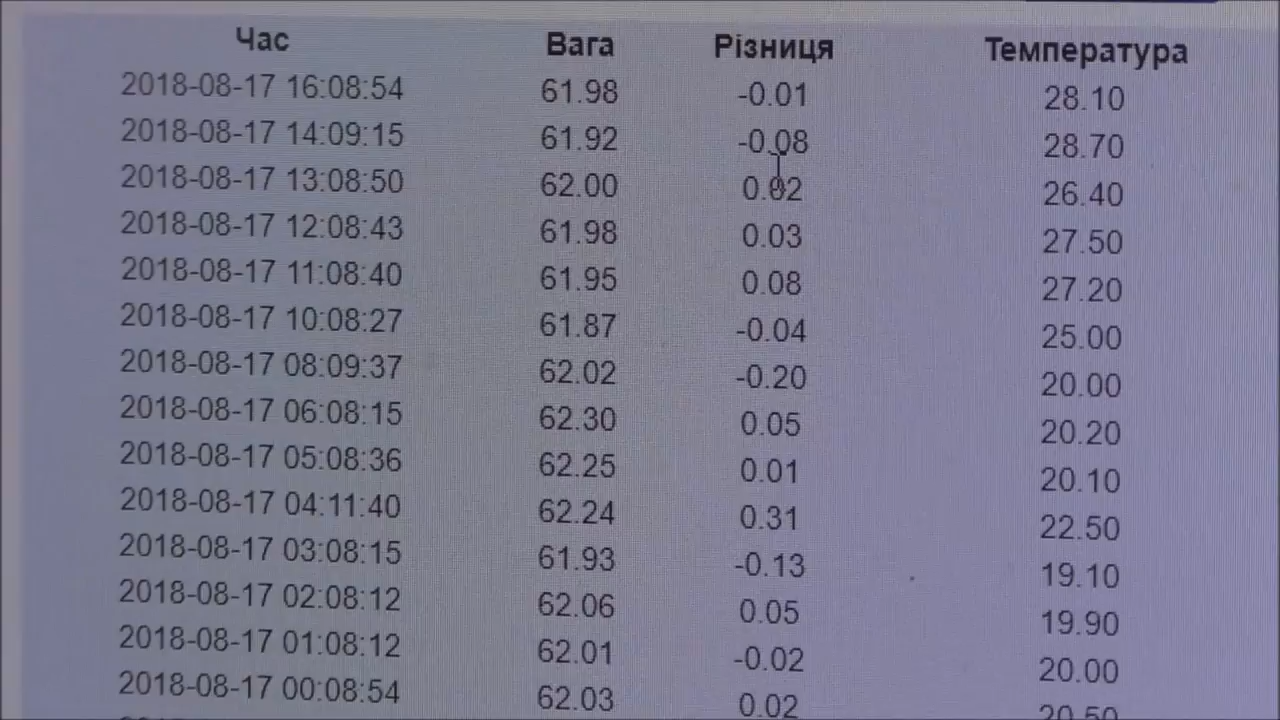 Час Вага Різниця Температура
2018-08-17 16:08:54 61.98 -0.01 28.10
2018-08-17 14:09:15 61.92 -0.08 28.70
2018-08-17 13:08:50 62.00 0.02 26.40
2018-08-17 12:08:43 61.98 0.03 27.50
2018-08-17 11:08:40 61.95 0.08 27.20
2018-08-17 10:08:27 61.87 -0.04 25.00
2018-08-17 08:09:37 62.02 -0.20 20.00
2018-08-17 06:08:15 62.30 0.05 20.20
2018-08-17 05:08:36 62.25 0.01 20.10
2018-08-17 04:11:40 62.24 0.31 22.50
2018-08-17 03:08:15 61.93 -0.13 19.10
2018-08-17 02:08:12 62.06 0.05 19.90
2018-08-17 01:08:12 62.01 -0.02 20.00
2018-08-17 00:08:54 62.03 0.02 20.50